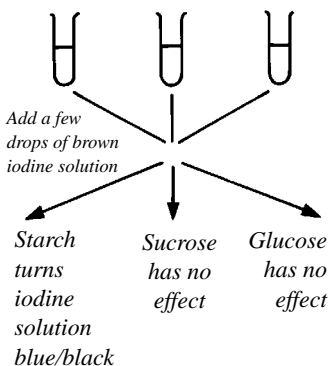 Add a few
drops of brown
iodine solution
Starch
turns
iodine
solution
blue/black
Sucrose
has no
effect
Glucose
has no
effect